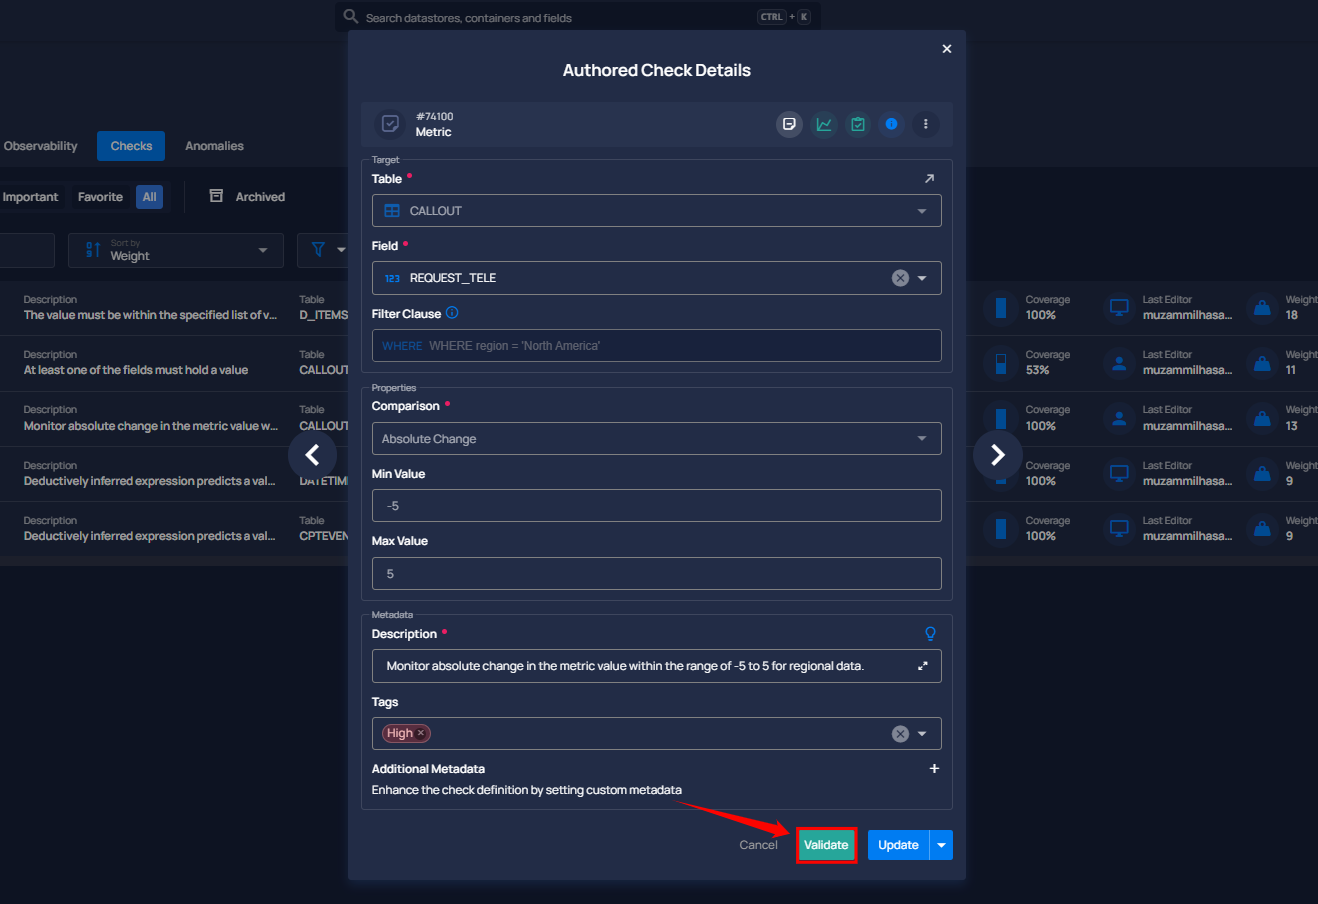 Search datastores, containers and fields CTRL + K
Authored Check Details
#74100
Metric
Observability Checks Anomalies
Important Favorite All Archived
Sort by
Weight
Description Table
The value must be within the specified list of v... D_ITEMS
Description Table
At least one of the fields must hold a value CALLOUT
Description Table
Monitor absolute change in the metric value w... CALLOUT
Description
Deductively inferred expression predicts a val... DATETIM
Description Table
Deductively inferred expression predicts a val... CPTEVEN
Target
Table •
CALLOUT
Field •
123 REQUEST_TELE
Filter Clause
WHERE WHERE region = 'North America'
Properties
Comparison •
Absolute Change
Min Value
-5
Max Value
5
Metadata
Description •
Monitor absolute change in the metric value within the range of -5 to 5 for regional data.
Tags
High
Additional Metadata
Enhance the check definition by setting custom metadata
Cancel Validate Update
Coverage Last Editor Weight
100% muzammilhasa... 18
Coverage Last Editor Weight
53% muzammilhasa... 11
Coverage Last Editor Weight
100% muzammilhasa... 13
Coverage Last Editor Weight
100% muzammilhasa... 9
Coverage Last Editor Weight
100% muzammilhasa... 9